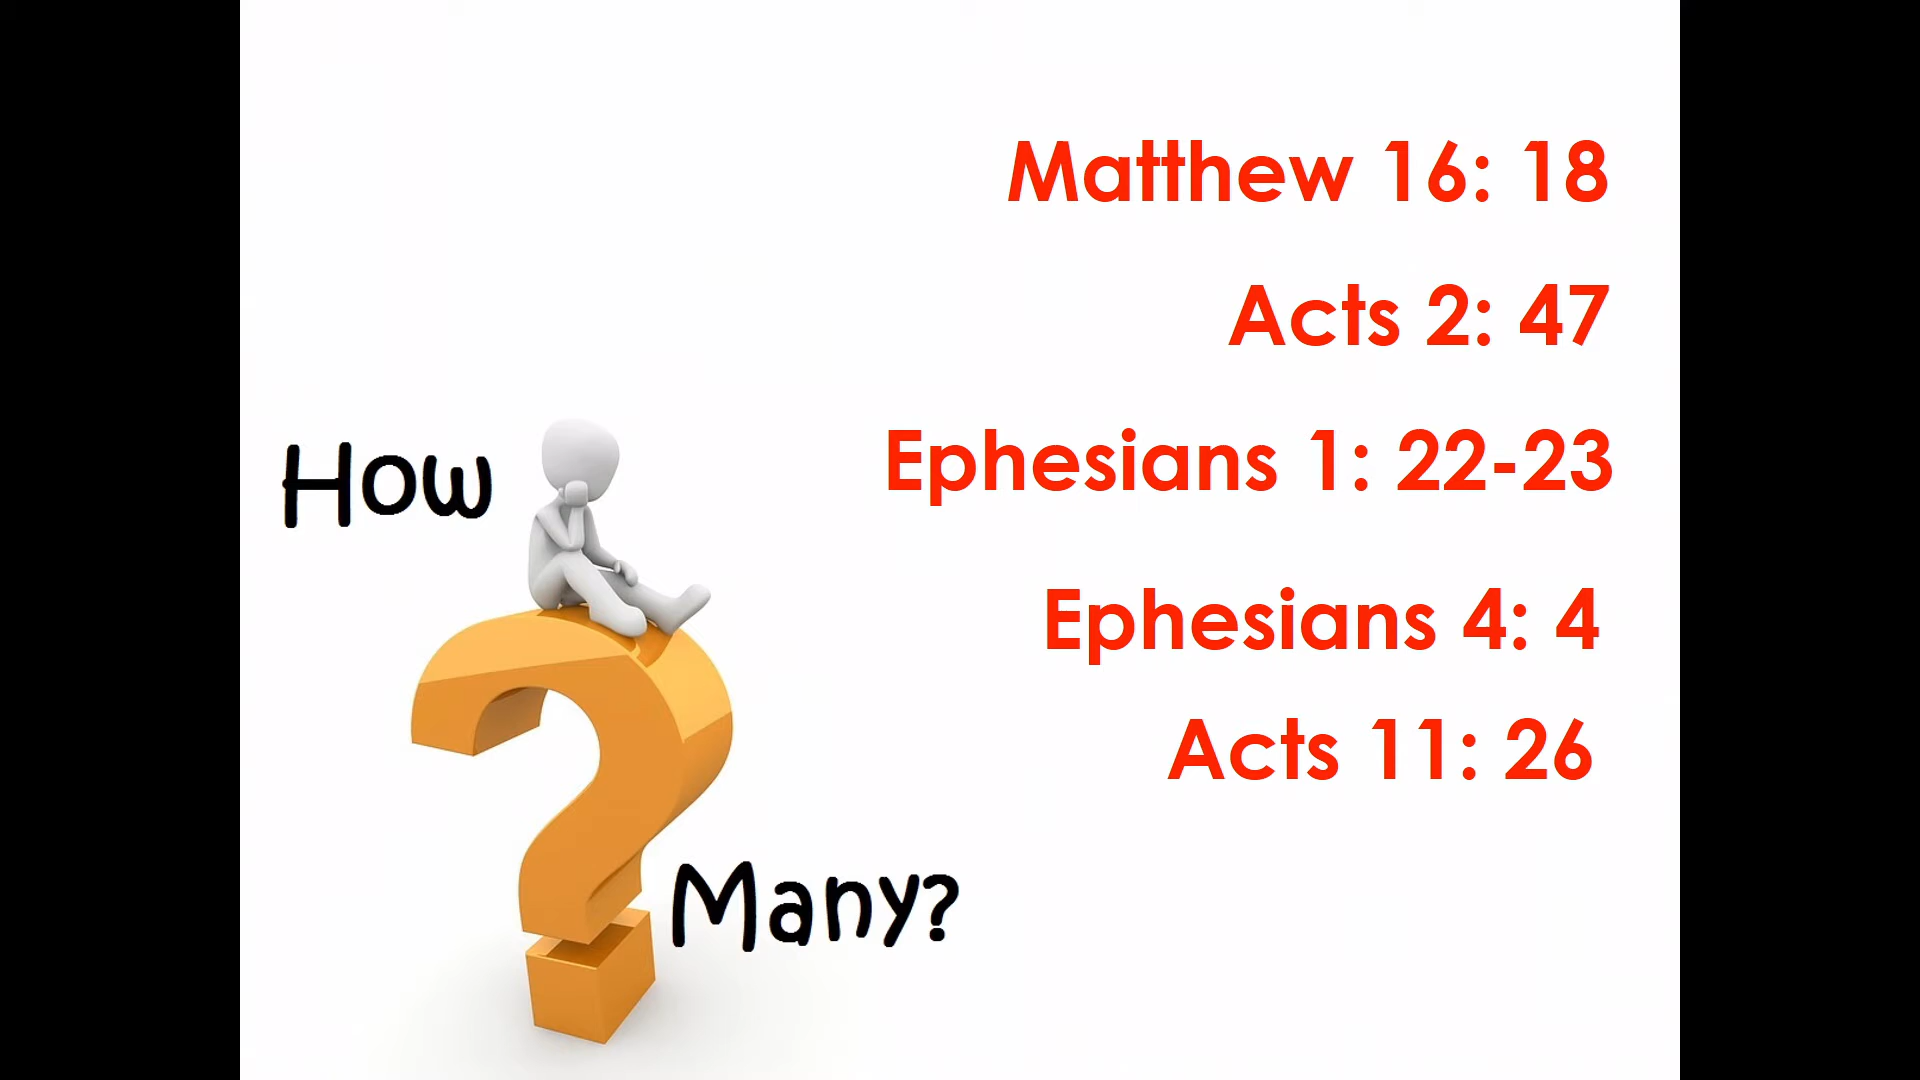 Matthew 16: 18
Acts 2: 47
Ephesians 1: 22-23
Ephesians 4: 4
Acts 11: 26
How
Many?